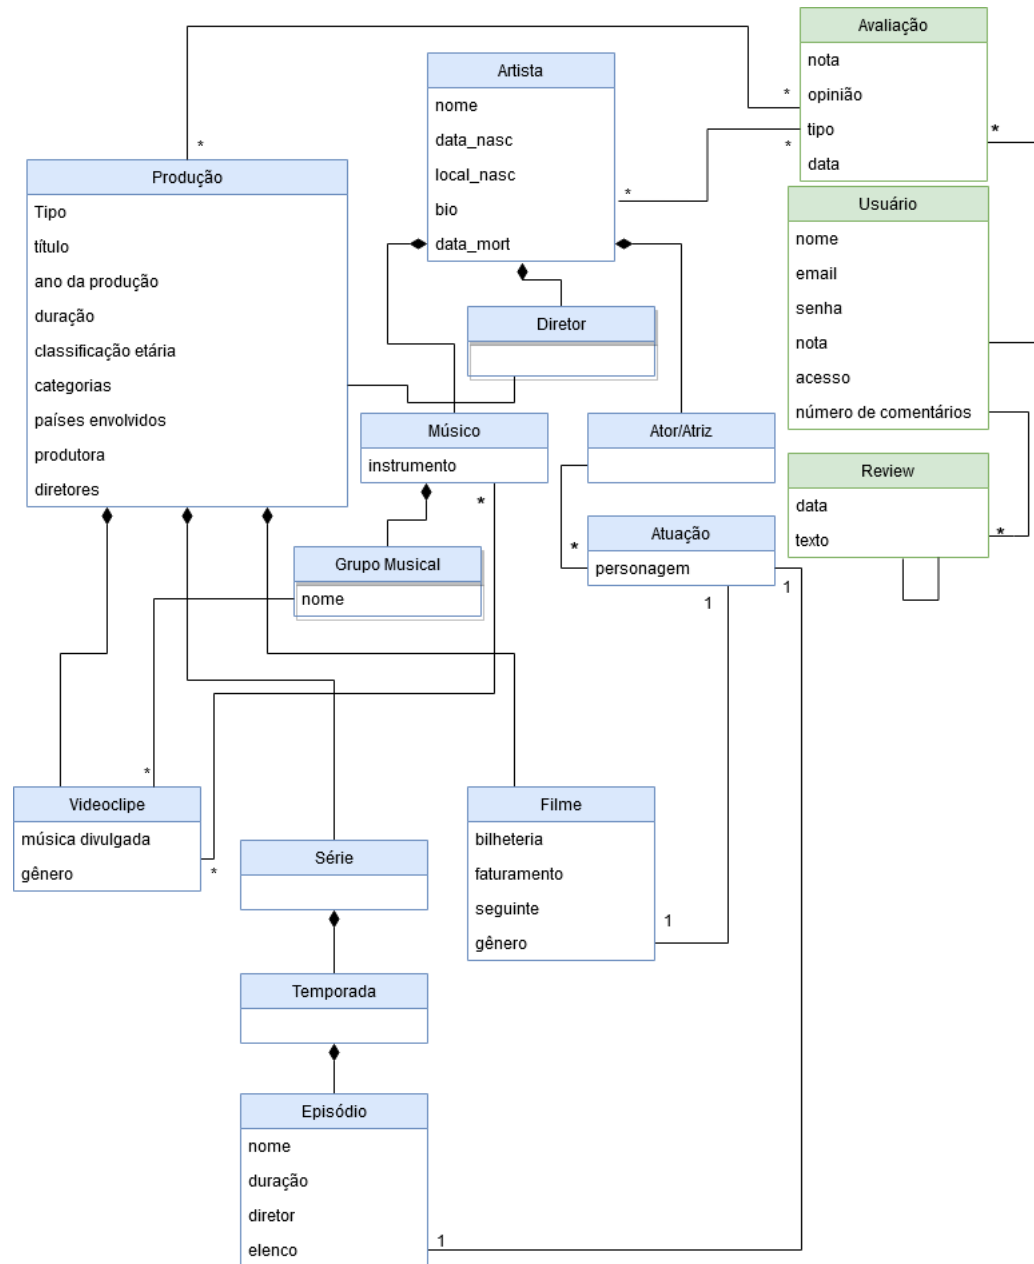 Avaliação
nota
opinião
tipo
data
*
*
*
Artista
nome
data_nasc
local_nasc
bio
data_mort
*
*
Produção
Tipo
título
ano da produção
duração
classificação etária
categorias
países envolvidos
produtora
diretores
Usuário
nome
email
senha
nota
acesso
número de comentários
Diretor
Músico
instrumento
*
Ator/Atriz
Review
data
texto
*
Atuação
personagem
*
1
1
Grupo Musical
nome
*
Videoclipe
música divulgada
gênero
*
Filme
bilheteria
faturamento
seguinte
gênero
1
Série
Temporada
Episódio
nome
duração
diretor
elenco
1